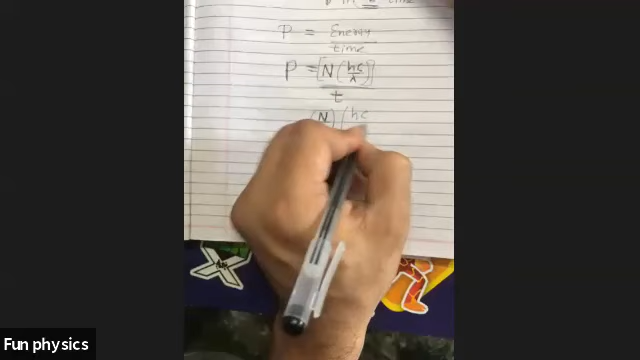 P = Energy
time
P = [N (hc
λ)]
t
(N) (hc
Fun physics